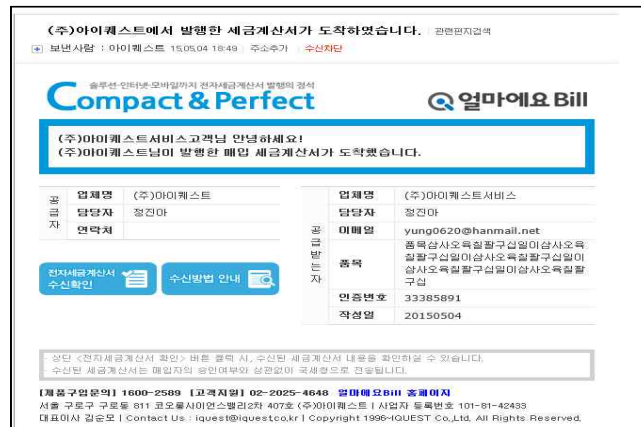 (주)아이퀘스트에서 발행한 세금계산서가 도착하였습니다. 관련편지검색
보낸사람 : 아이퀘스트 15.05.04 18:49 주소추가 수신차단
솔루션·인터넷·모바일까지 전자세금계산서 발행의 정석
Compact & Perfect
얼마에요 Bill
(주)아이퀘스트서비스고객님 안녕하세요!
(주)아이퀘스트님이 발행한 매입 세금계산서가 도착했습니다.
공급자
업체명 (주)아이퀘스트
담당자 정진아
연락처
전자세금계산서 수신확인
수신방법 안내
공급받는자
업체명 (주)아이퀘스트서비스
담당자 정진아
이메일 yung0620@hanmail.net
품목 품목삼사오육칠팔구십일이삼사오육
칠팔구십일이삼사오육칠팔구십일이
삼사오육칠팔구십일이삼사오육칠팔
구십
인증번호 33385891
작성일 20150504
· 상단 <전자세금계산서 확인> 버튼 클릭 시, 수신된 세금계산서 내용을 확인하실 수 있습니다.
· 수신된 세금계산서는 매입자의 승인여부와 상관없이 국세청으로 전송됩니다.
[제품구입문의] 1600-2589 [고객지원] 02-2025-4648 얼마에요Bill 홈페이지
서울 구로구 구로동 811 코오롱사이언스밸리2차 407호 (주)아이퀘스트 | 사업자 등록번호 101-81-42433
대표이사 김순모 | Contact Us : iquest@iquest.co.kr | Copyright 1996-IQUEST Co.,Ltd, All Rights Reserved.